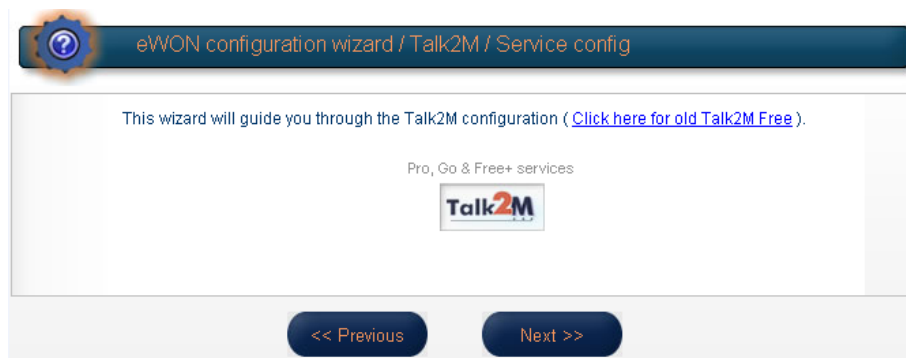 eWON configuration wizard / Talk2M / Service config
This wizard will guide you through the Talk2M configuration ( Click here for old Talk2M Free ).
Pro, Go & Free+ services
Talk2M
<< Previous
Next >>